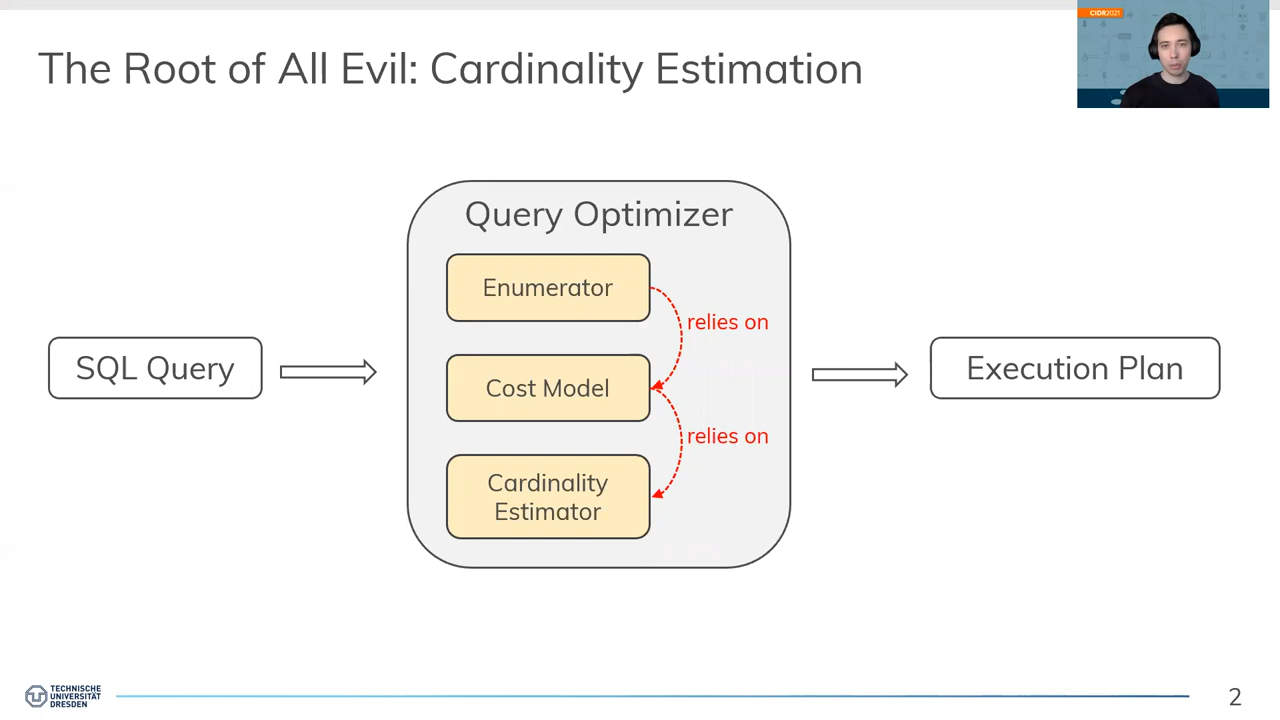 CIDR2021
The Root of All Evil: Cardinality Estimation
Query Optimizer
Enumerator
relies on
SQL Query
Cost Model
Execution Plan
relies on
Cardinality
Estimator
TECHNISCHE
UNIVERSITÄT
DRESDEN
2